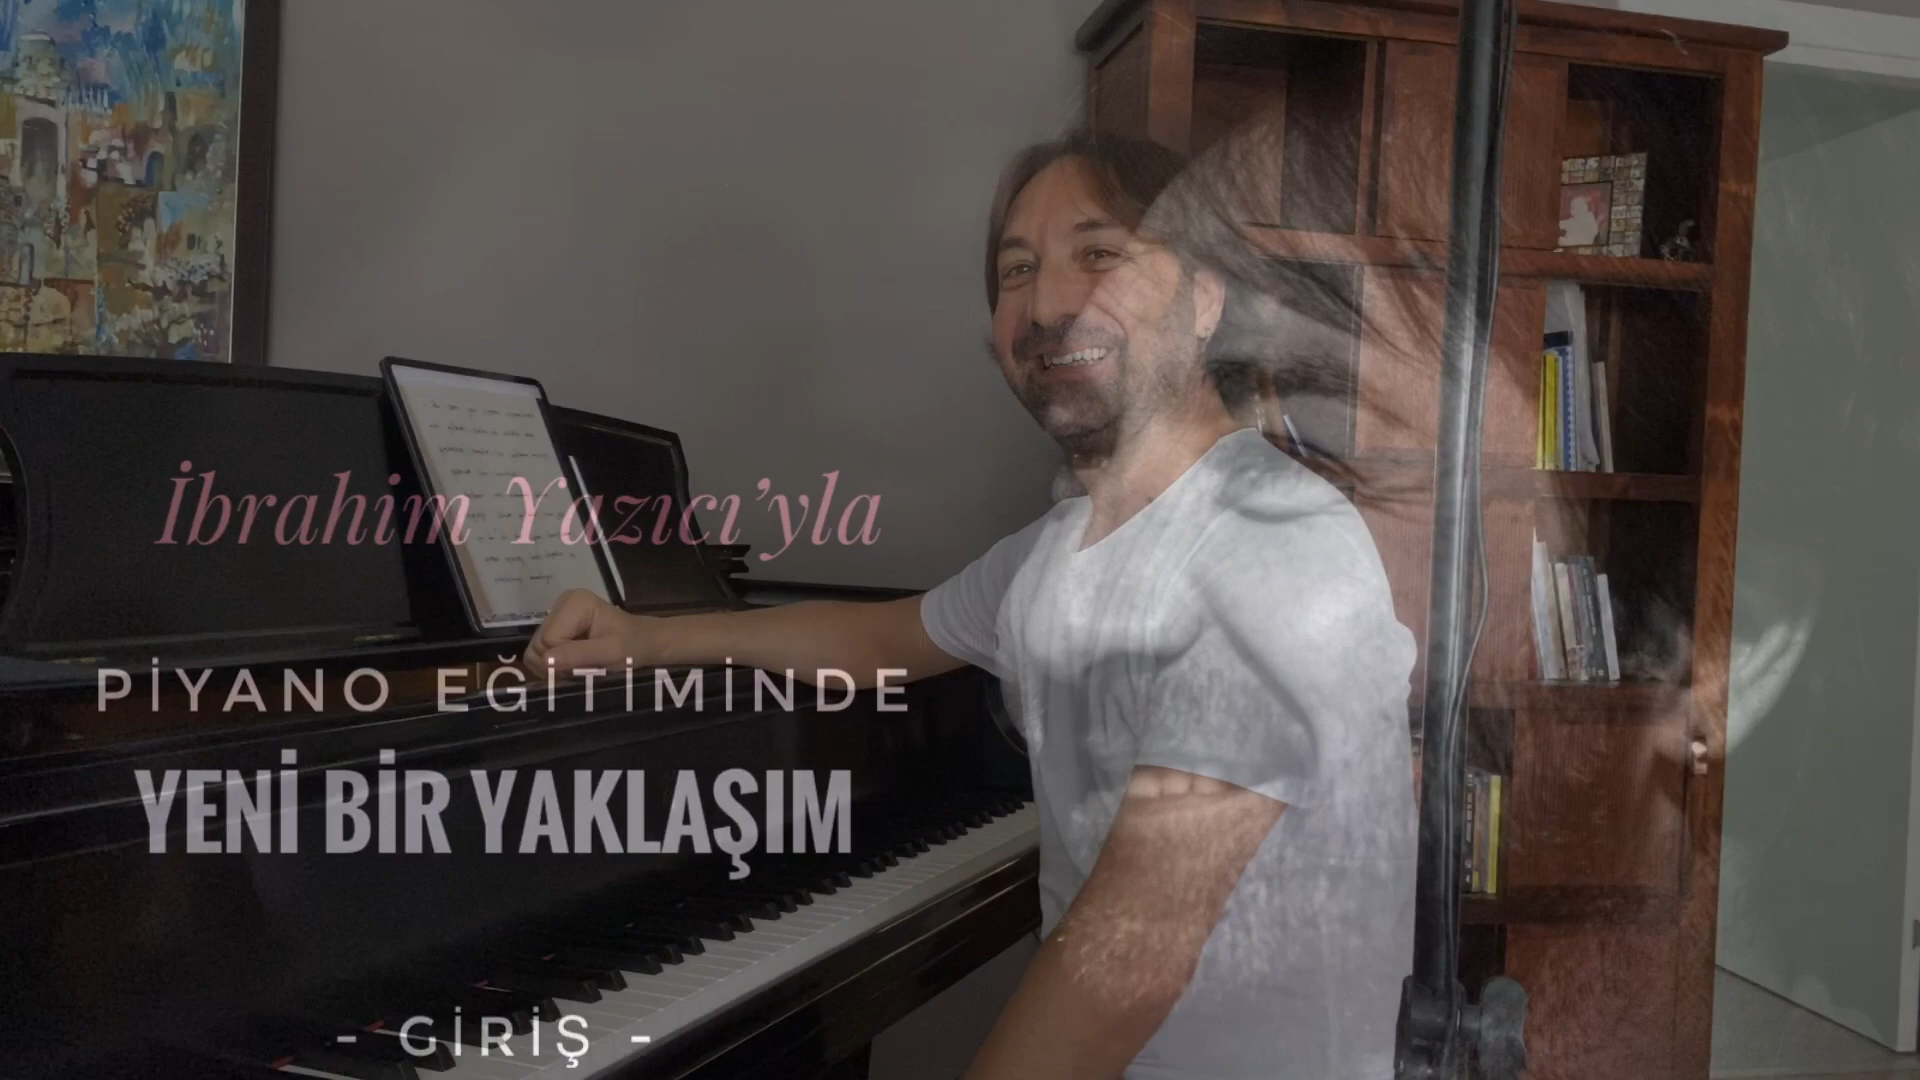 İbrahim Yazıcı’yla
PİYANO EĞİTİMİNDE
YENİ BİR YAKLAŞIM
- GİRİŞ -